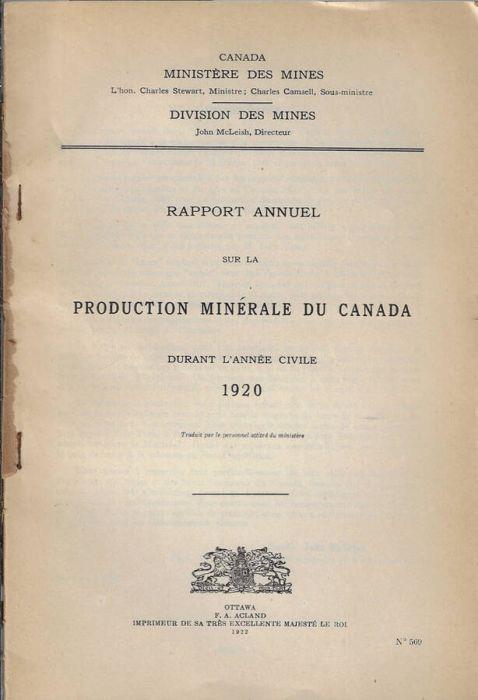 CANADA
MINISTÈRE DES MINES
L'hon. Charles Stewart, Ministre; Charles Camsell, Sous-ministre
DIVISION DES MINES
John McLeish, Directeur
RAPPORT ANNUEL
SUR LA
PRODUCTION MINÉRALE DU CANADA
DURANT L'ANNÉE CIVILE
1920
Traduit par le personnel attitré du ministère
OTTAWA
F. A. ACLAND
IMPRIMEUR DE SA TRÈS EXCELLENTE MAJESTÉ LE ROI
1922
N° 569